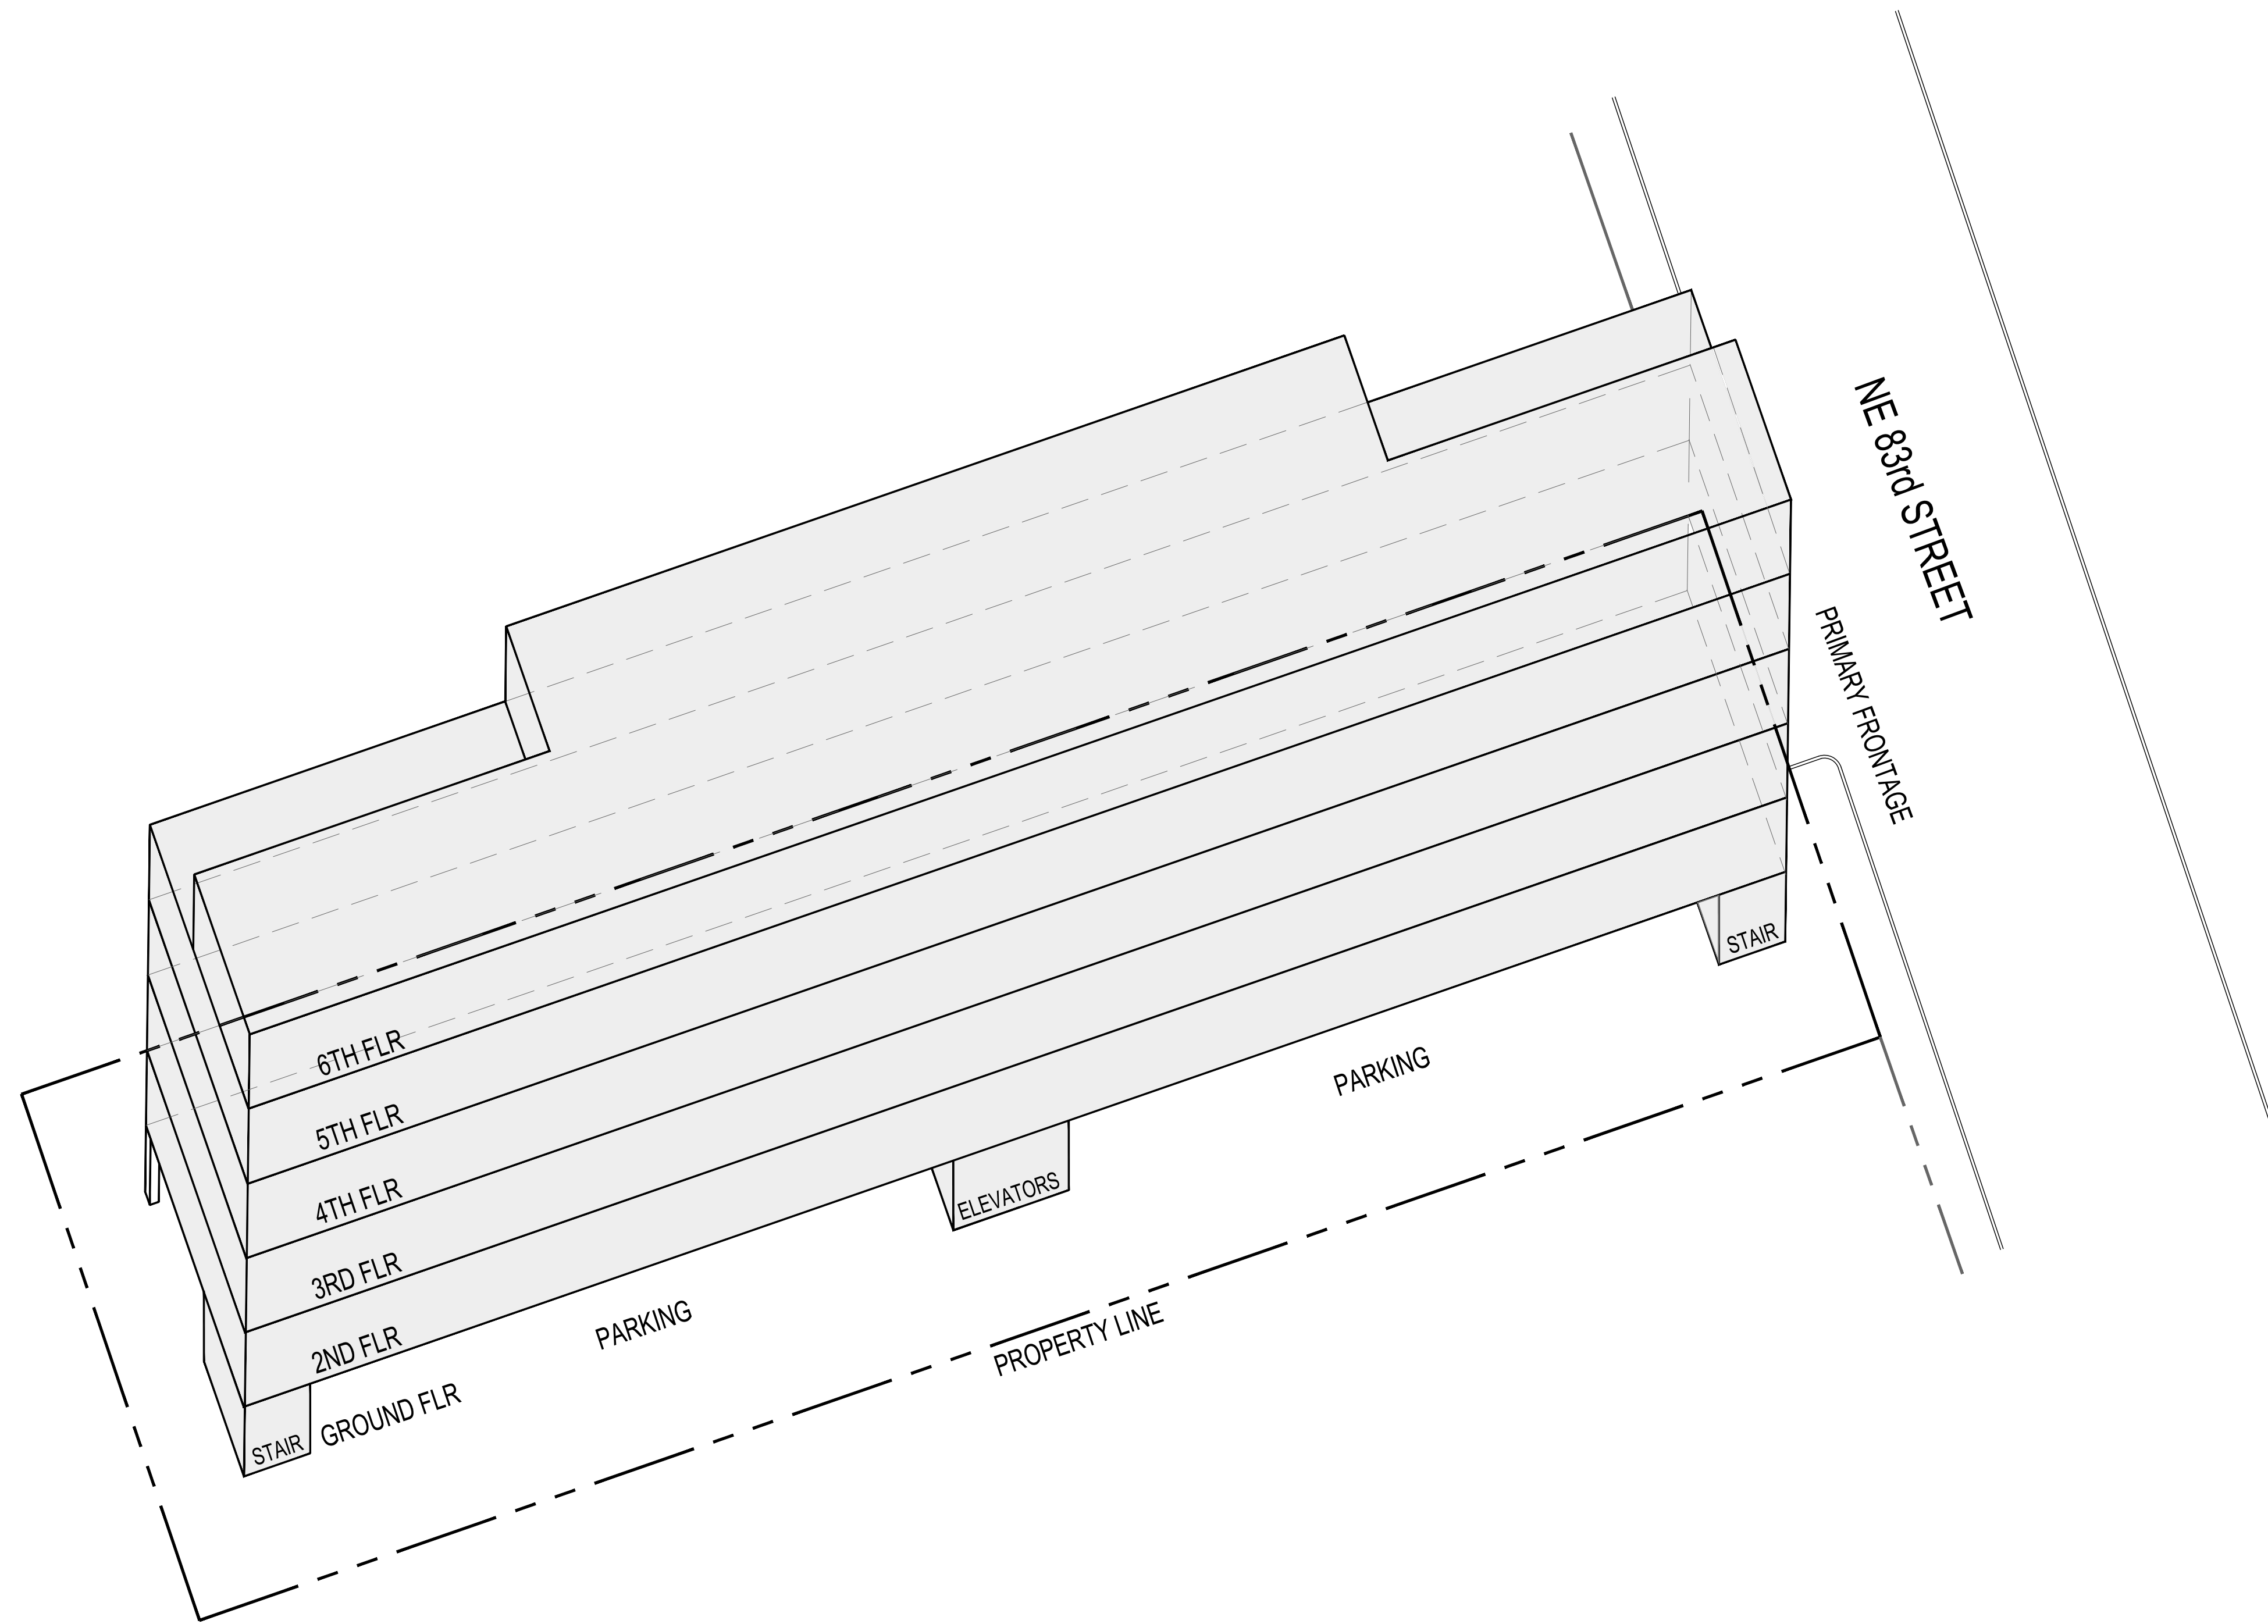 NE 83rd STREET
PRIMARY FRONTAGE
6TH FLR
5TH FLR
4TH FLR
3RD FLR
2ND FLR
GROUND FLR
STAIR
PARKING
ELEVATORS
PARKING
STAIR
PROPERTY LINE